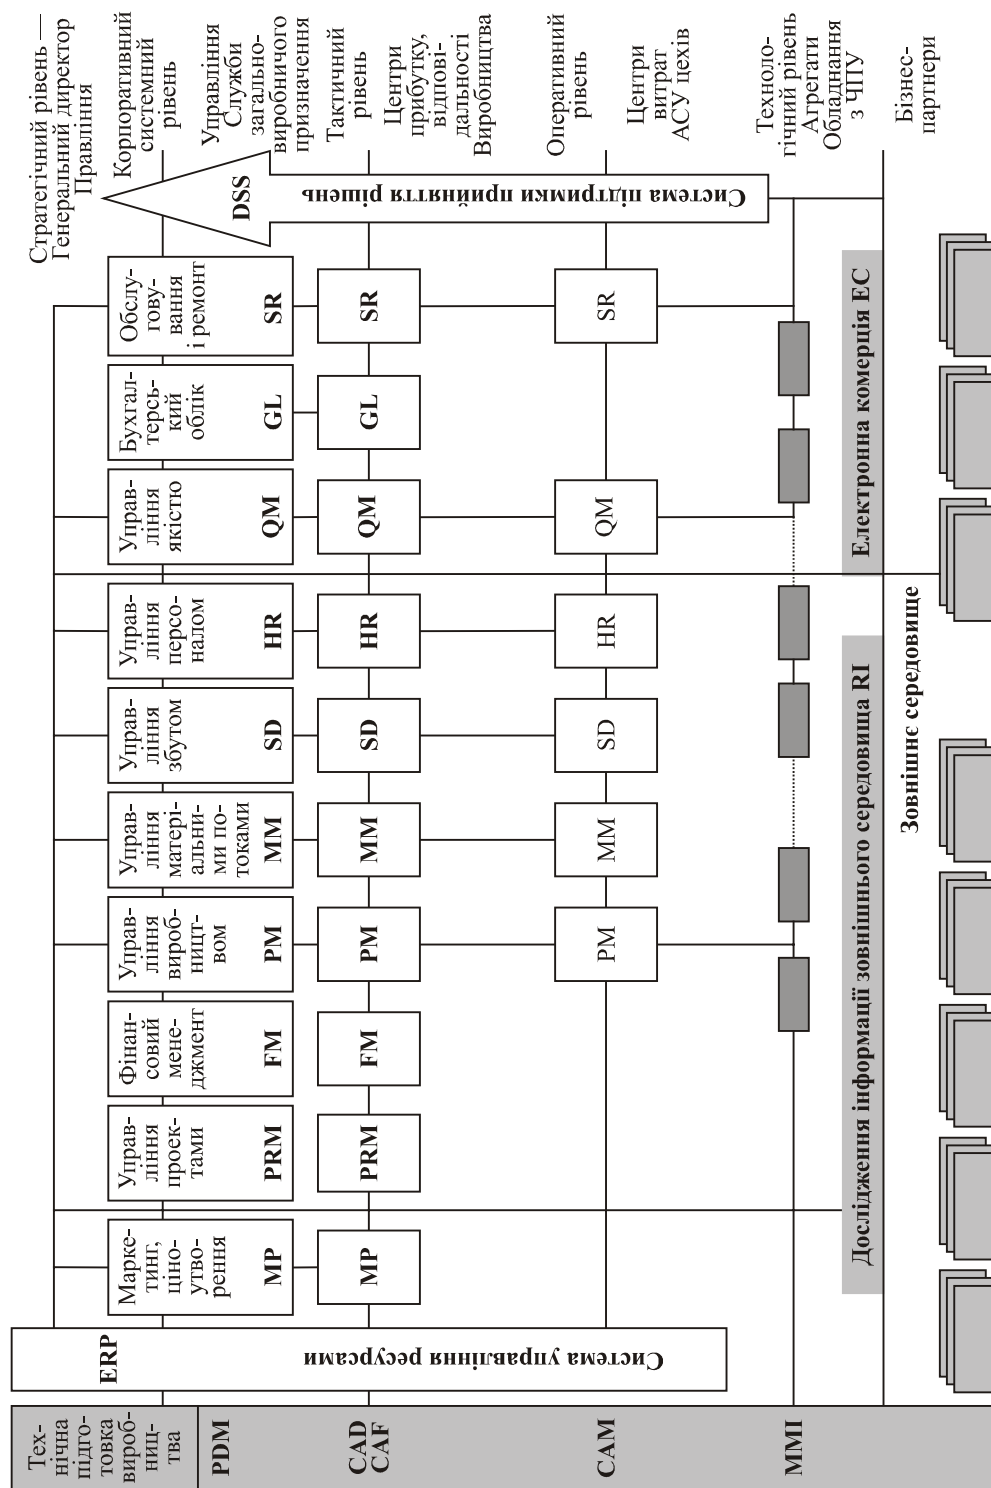 Тех-
нічна
підго-
товка
вироб-
ниц-
тва
PDM
CAD
CAF
CAM
MMI
ERP
Система управління ресурсами
Марке-
тинг,
ціно-
утво-
рення
MP
Управ-
ління
проек-
тами
PRM
Фінан-
совий
мене-
джмент
FM
Управ-
ління
вироб-
ницт-
вом
PM
Управ-
ління
матері-
альни-
ми по-
токами
MM
Управ-
ління
збутом
SD
Управ-
ління
персо-
налом
HR
Управ-
ління
якістю
QM
Бухгал-
терсь-
кий
облік
GL
Обслу-
гову-
вання
і ремонт
SR
MP
PRM
FM
PM
MM
SD
HR
QM
GL
SR
PM
MM
SD
HR
QM
SR
DSS
Система підтримки прийняття рішень
Стратегічний рівень —
Генеральний директор
Правління
Корпоративний
системний
рівень
Управління
Служби
загально-
виробничого
призначення
Тактичний
рівень
Центри
прибутку,
відпові-
дальності
Виробництва
Оперативний
рівень
Центри
витрат
АСУ цехів
Техноло-
гічний рівень
Агрегати
Обладнання
з ЧПУ
Бізнес-
партнери
Дослідження інформації зовнішнього середовища RI
Електронна комерція EC
Зовнішнє середовище